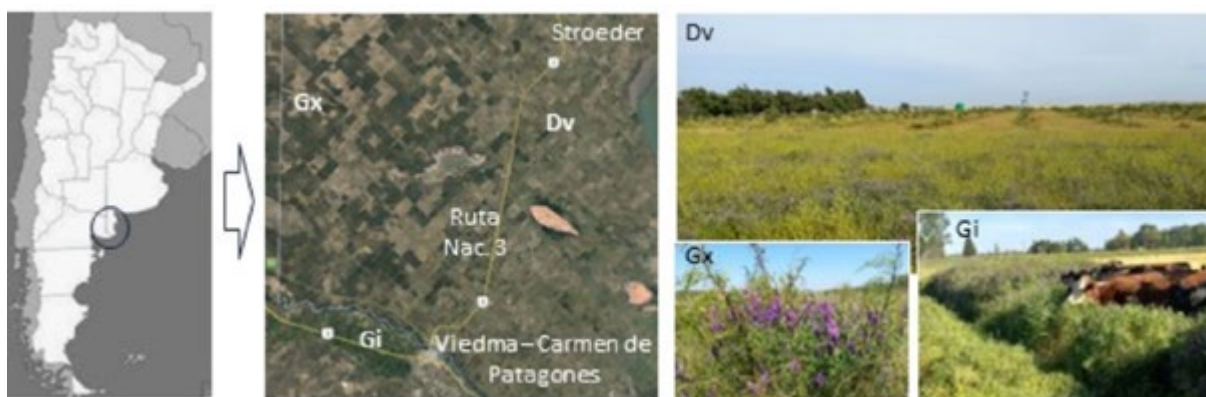 Stroeder
Gx
Dv
Ruta
Nac. 3
Gi
Viedma – Carmen de
Patagones
Dv
Gx
Gi